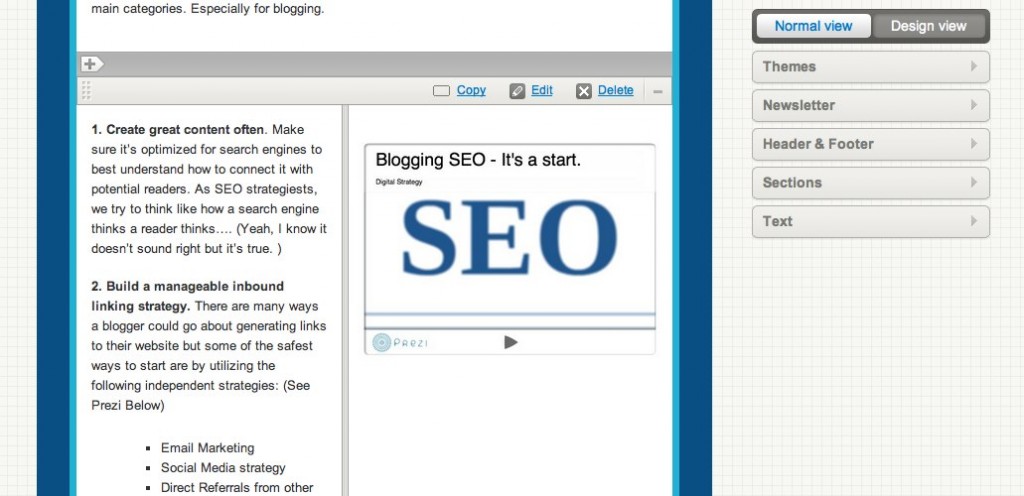 main categories. Especially for blogging.
Copy Edit Delete
1. Create great content often. Make
sure it's optimized for search engines to
best understand how to connect it with
potential readers. As SEO strategiests,
we try to think like how a search engine
thinks a reader thinks.... (Yeah, I know it
doesn't sound right but it's true. )
2. Build a manageable inbound
linking strategy. There are many ways
a blogger could go about generating links
to their website but some of the safest
ways to start are by utilizing the
following independent strategies: (See
Prezi Below)
▪ Email Marketing
▪ Social Media strategy
▪ Direct Referrals from other
Blogging SEO - It's a start.
Digital Strategy
SEO
PREZI
Normal view Design view
Themes
Newsletter
Header & Footer
Sections
Text